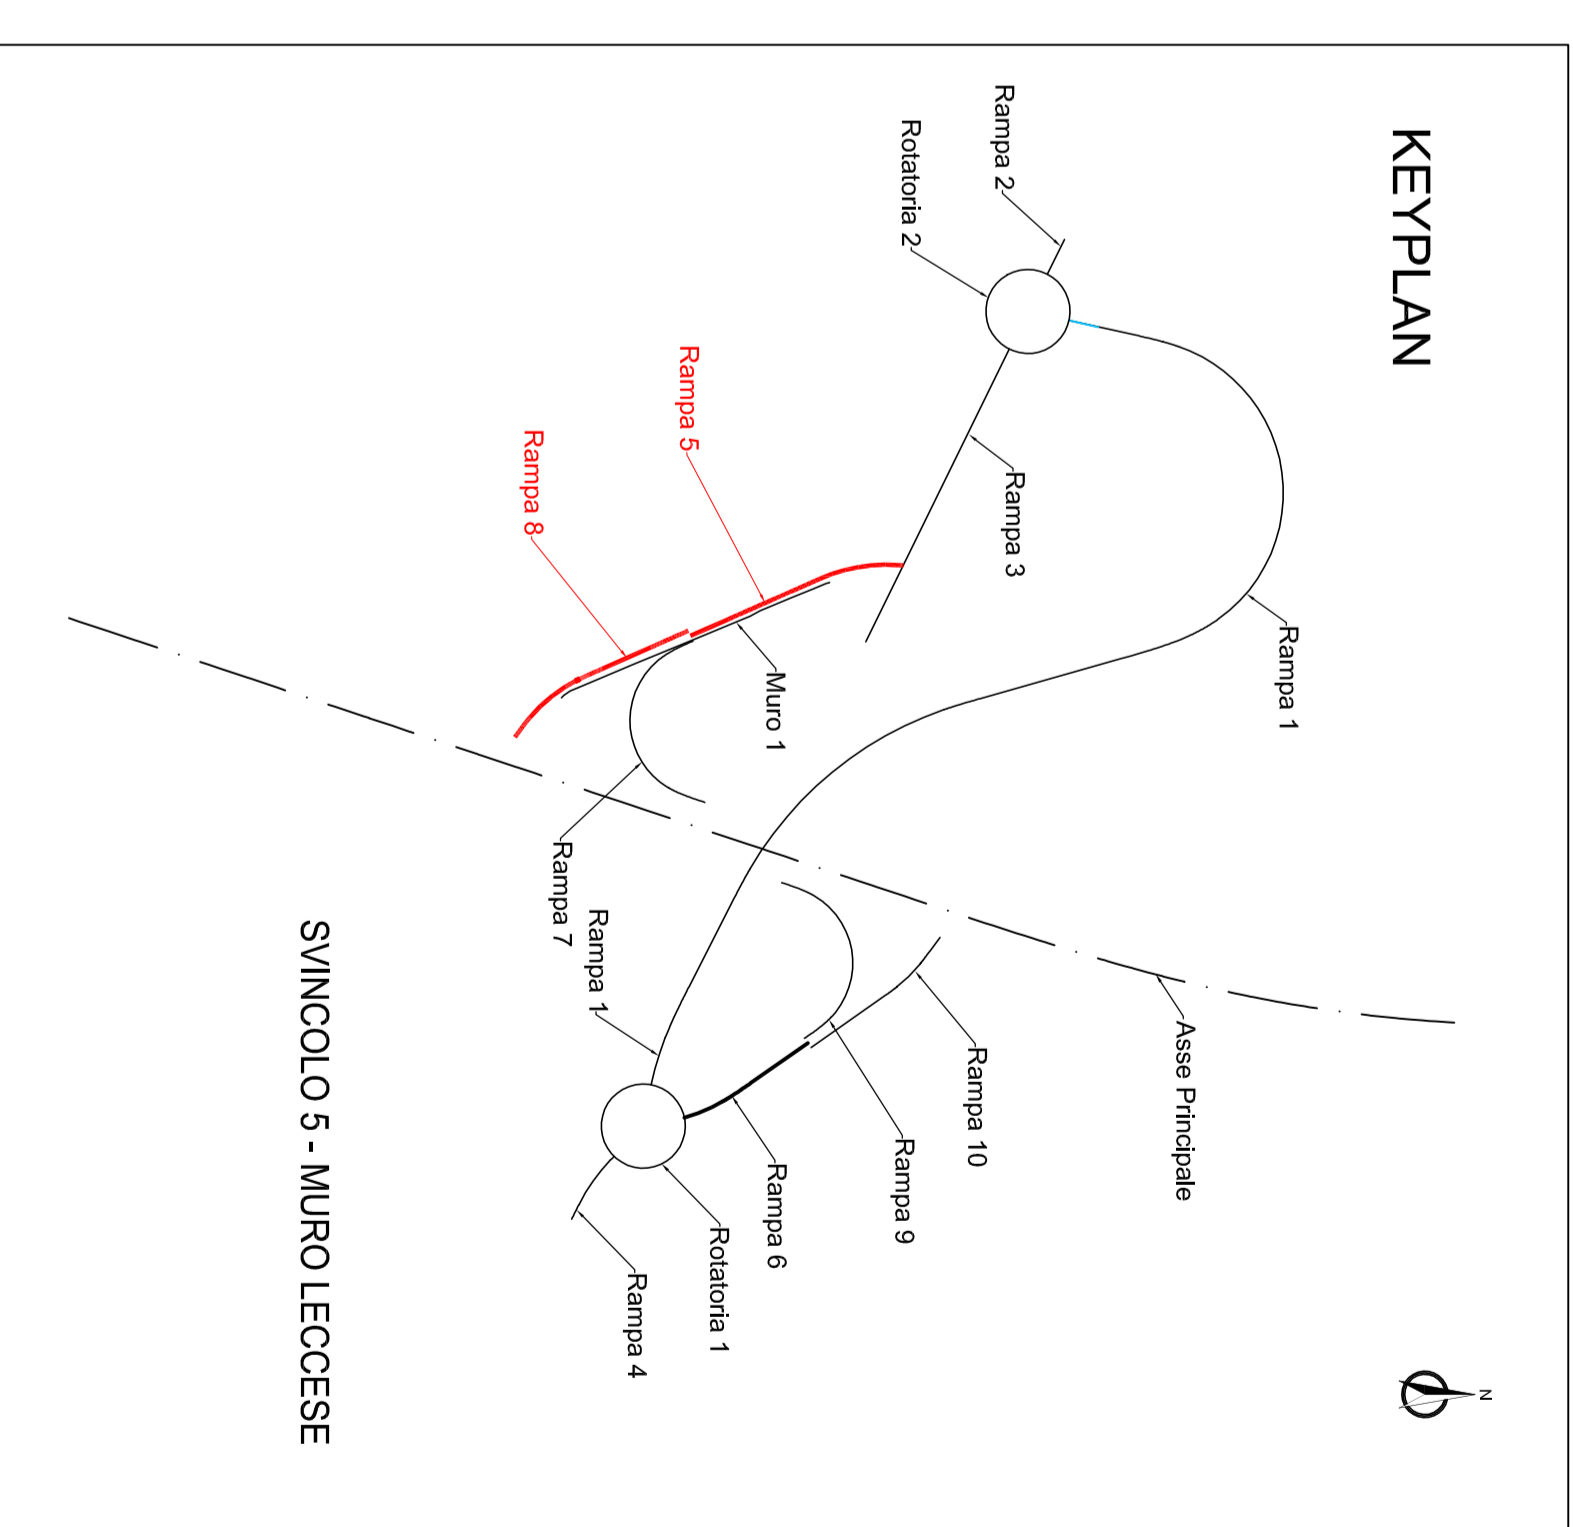 KEYPLAN
N
Rampa 1
Rampa 2
Rotatoria 2
Rampa 3
Asse Principale
Rampa 10
Rampa 9
Rampa 5
Muro 1
Rampa 6
Rotatoria 1
Rampa 4
Rampa 8
Rampa 7
Rampa 1
SVINCOLO 5 - MURO LECCESE